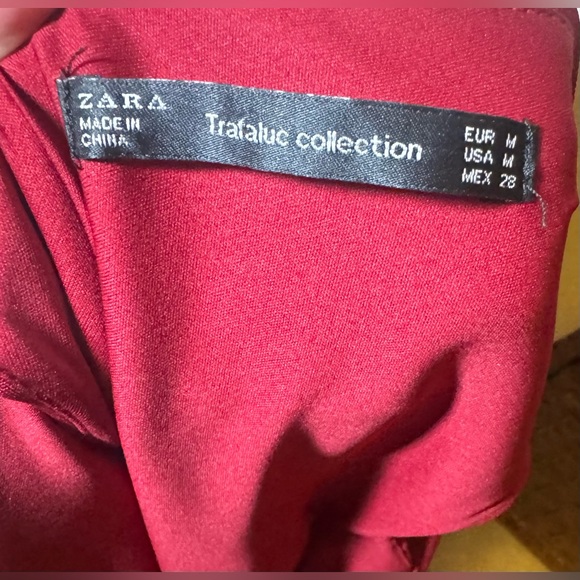 ZARA
MADE IN
CHINA
Trafaluc collection
EUR M
USA M
MEX 28